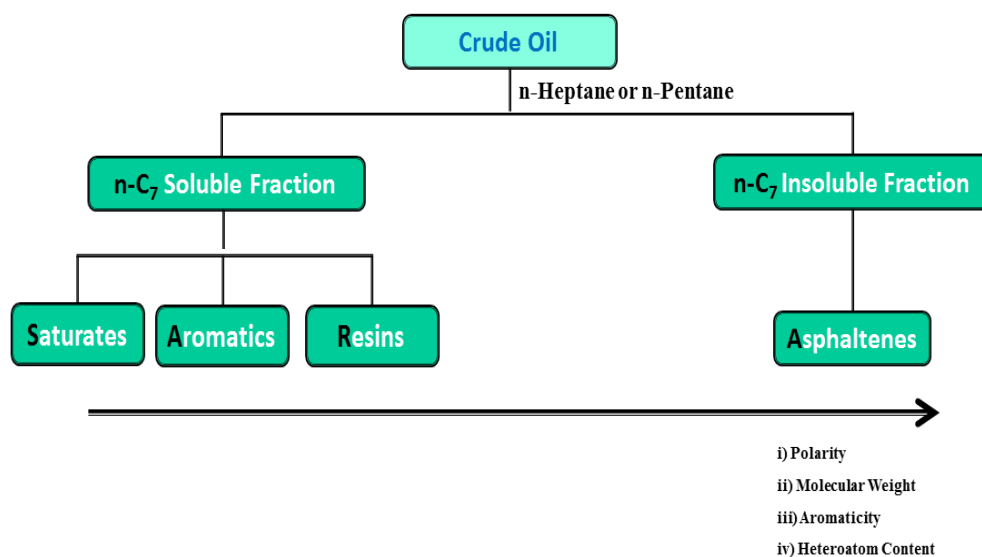 Crude Oil
n-Heptane or n-Pentane
n-C₇ Soluble Fraction
n-C₇ Insoluble Fraction
Saturates
Aromatics
Resins
Asphaltenes
i) Polarity
ii) Molecular Weight
iii) Aromaticity
iv) Heteroatom Content